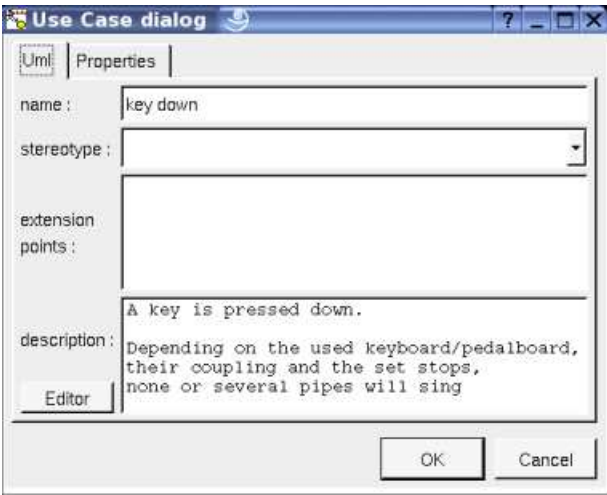 Use Case dialog
Uml Properties
name : key down
stereotype :
extension
points :
A key is pressed down.
description : Depending on the used keyboard/pedalboard,
their coupling and the set stops,
Editor none or several pipes will sing
OK Cancel